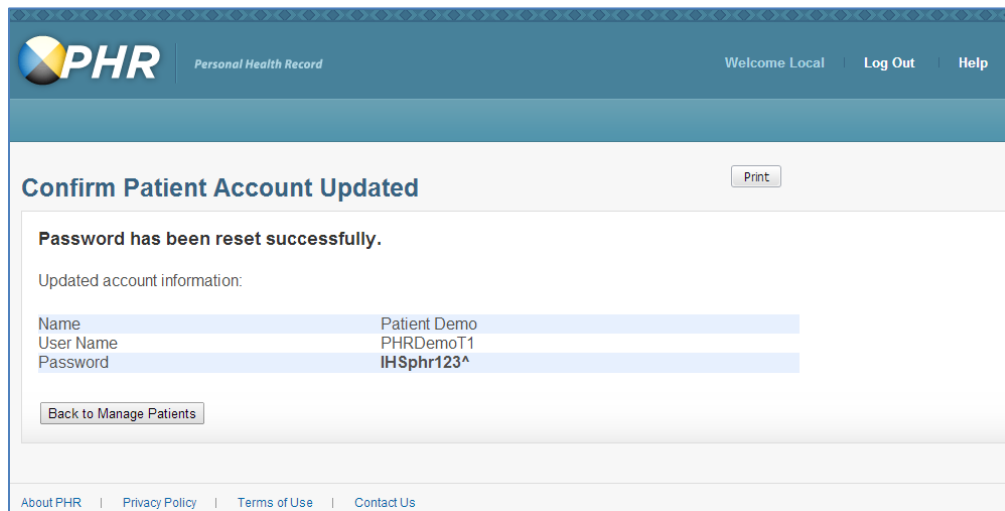 PHR Personal Health Record Welcome Local | Log Out | Help
Confirm Patient Account Updated Print
Password has been reset successfully.
Updated account information:
Name Patient Demo
User Name PHRDemoT1
Password IHSphr123^
Back to Manage Patients
About PHR | Privacy Policy | Terms of Use | Contact Us